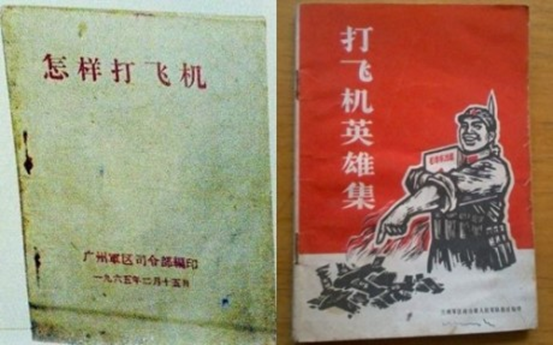 怎样打飞机
广州军区司令部编印
一九六五年二月十五日
打飞机英雄集